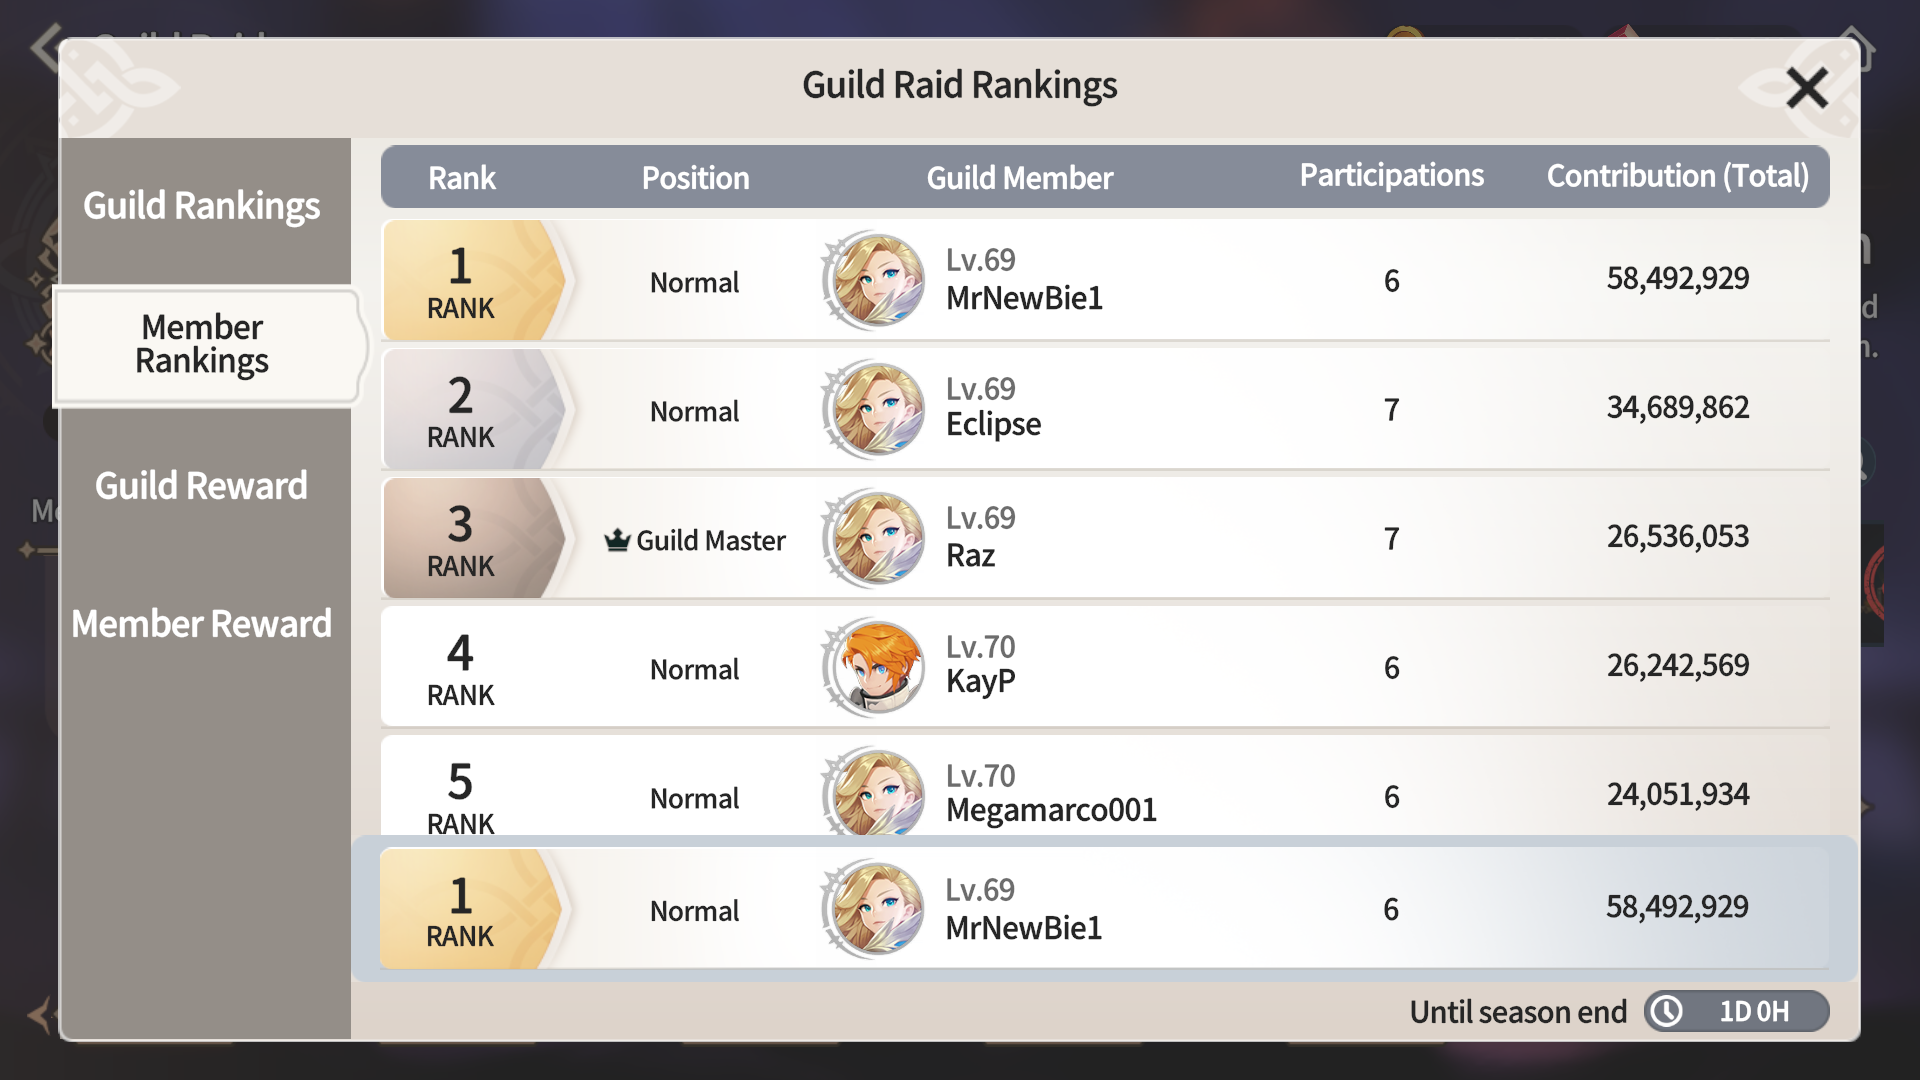 Guild Raid Rankings
Guild Rankings
Member
Rankings
Guild Reward
Member Reward
Rank Position Guild Member Participations Contribution (Total)
1
RANK
Normal
Lv.69
MrNewBie1
6
58,492,929
2
RANK
Normal
Lv.69
Eclipse
7
34,689,862
3
RANK
Guild Master
Lv.69
Raz
7
26,536,053
4
RANK
Normal
Lv.70
KayP
6
26,242,569
5
RANK
Normal
Lv.70
Megamarco001
6
24,051,934
1
RANK
Normal
Lv.69
MrNewBie1
6
58,492,929
Until season end 1D 0H